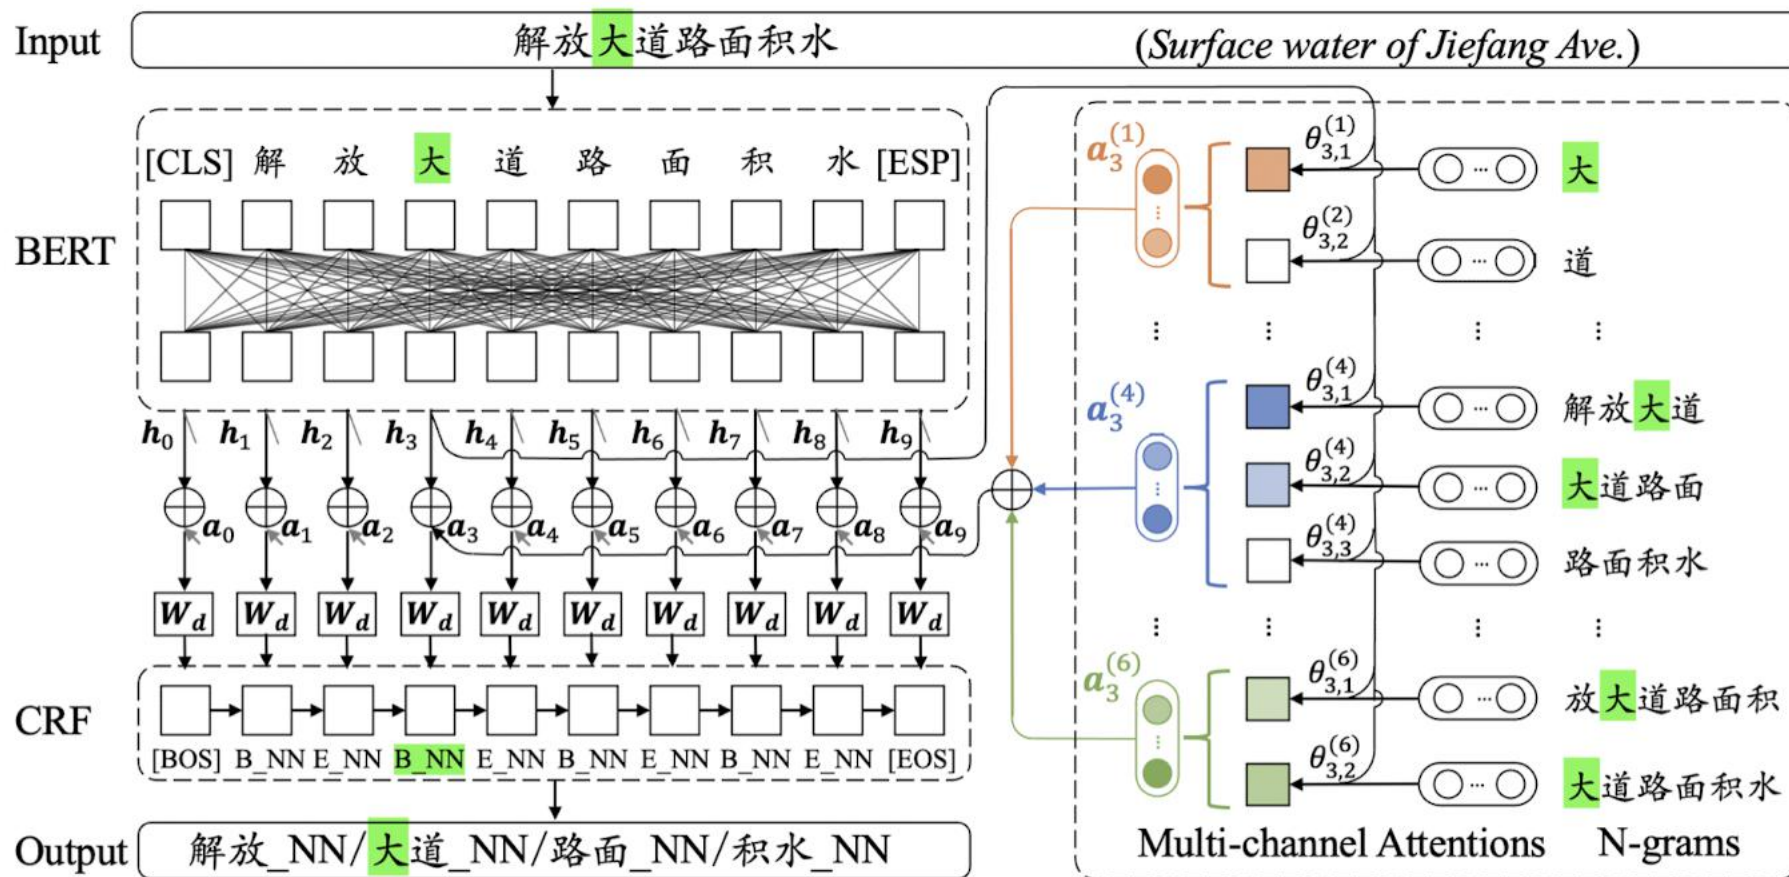 Input 解放大道路面积水 (Surface water of Jiefang Ave.)
BERT
[CLS] 解 放 大 道 路 面 积 水 [ESP]
h0 h1 h2 h3 h4 h5 h6 h7 h8 h9
a0 a1 a2 a3 a4 a5 a6 a7 a8 a9
Wd Wd Wd Wd Wd Wd Wd Wd Wd Wd
CRF
[BOS] B_NN E_NN B_NN E_NN B_NN E_NN B_NN E_NN [EOS]
Output 解放_NN/大道_NN/路面_NN/积水_NN
a3(1) θ3,1(1) 大
θ3,2(2) 道
... ... ... ...
a3(4) θ3,1(4) 解放大道
θ3,2(4) 大道路面
θ3,3(4) 路面积水
... ... ... ...
a3(6) θ3,1(6) 放大道路面积
θ3,2(6) 大道路面积水
Multi-channel Attentions N-grams